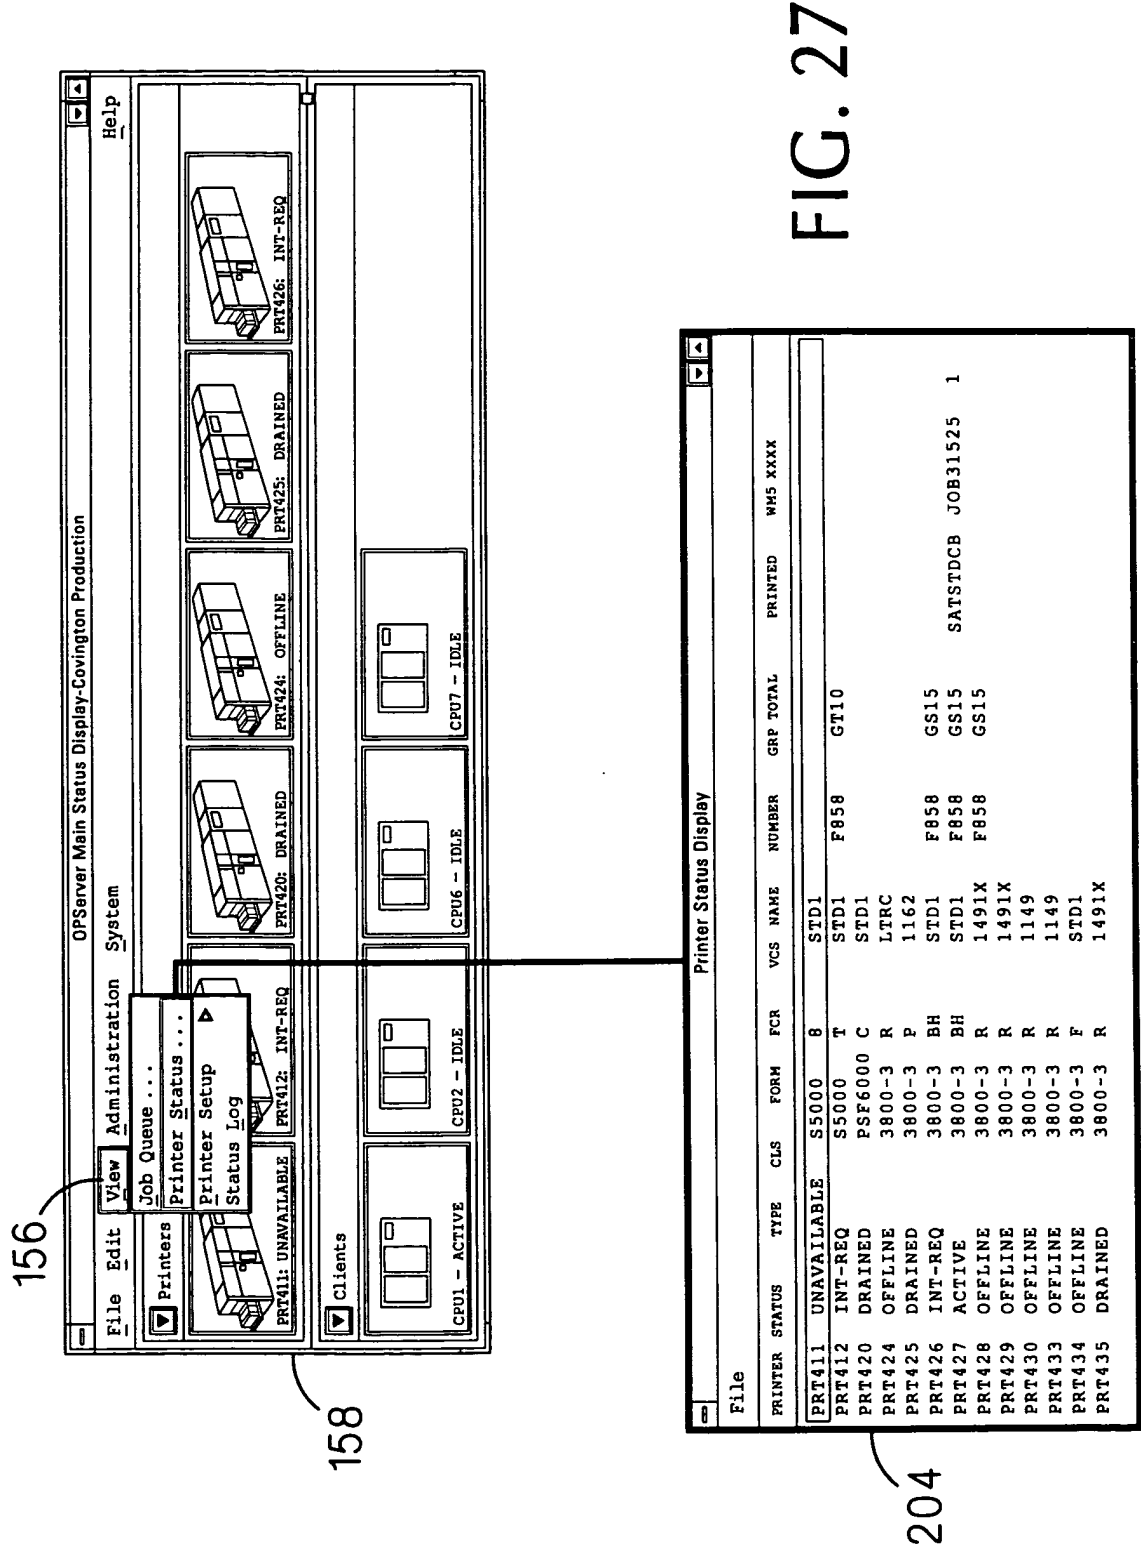 156
OPServer Main Status Display-Covington Production
File Edit View Administration System Help
Job Queue ...
Printer Status...
Printer Setup
Status Log
Printers
PRT411: UNAVAILABLE
PRT412: INT-REQ
PRT420: DRAINED
PRT424: OFFLINE
PRT425: DRAINED
PRT426: INT-REQ
Clients
CPU1 – ACTIVE
CPU2 – IDLE
CPU6 – IDLE
CPU7 – IDLE
158
Printer Status Display
File
PRINTER STATUS TYPE CLS FORM FCR VCS NAME NUMBER GRP TOTAL PRINTED WM5 XXXX
PRT411 UNAVAILABLE S5000 8 STD1
PRT412 INT-REQ S5000 T STD1 F858 GT10
PRT420 DRAINED PSF6000 C STD1
PRT424 OFFLINE 3800-3 R LTRC
PRT425 DRAINED 3800-3 P 1162
PRT426 INT-REQ 3800-3 BH STD1 F858 GS15
PRT427 ACTIVE 3800-3 BH STD1 F858 GS15 SATSTDCB JOB31525 1
PRT428 OFFLINE 3800-3 R 1491X F858 GS15
PRT429 OFFLINE 3800-3 R 1491X
PRT430 OFFLINE 3800-3 R 1149
PRT433 OFFLINE 3800-3 R 1149
PRT434 OFFLINE 3800-3 F STD1
PRT435 DRAINED 3800-3 R 1491X
204
FIG. 27